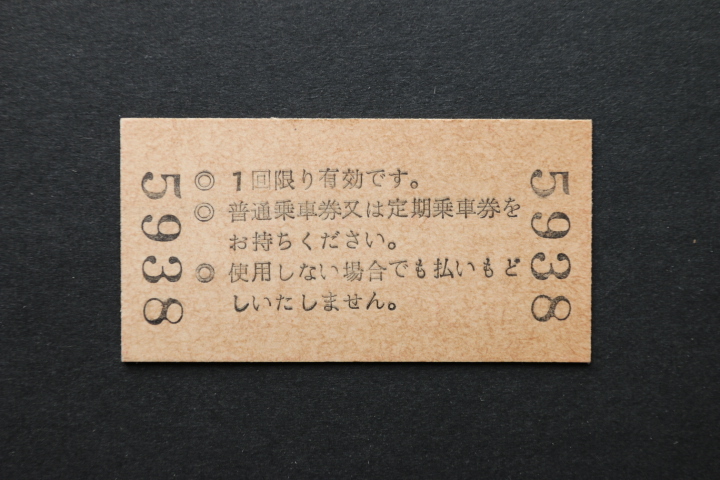 5938
◎ 1回限り有効です。
◎ 普通乗車券又は定期乗車券を
お持ちください。
◎ 使用しない場合でも払いもど
しいたしません。
5938